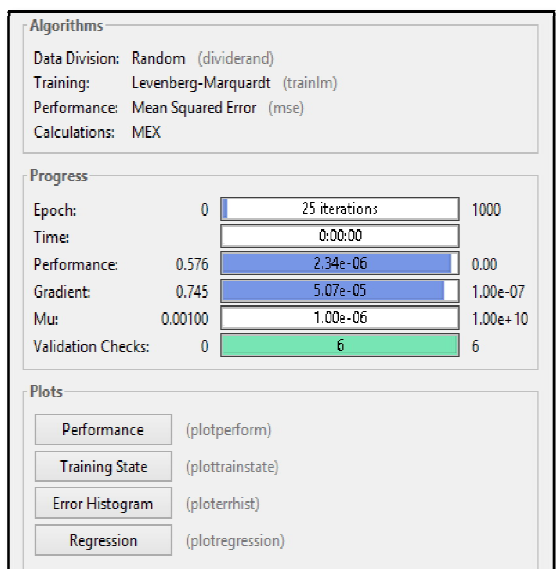 Algorithms
Data Division: Random (dividerand)
Training: Levenberg-Marquardt (trainlm)
Performance: Mean Squared Error (mse)
Calculations: MEX
Progress
Epoch: 0 25 iterations 1000
Time: 0:00:00
Performance: 0.576 2.34e-06 0.00
Gradient: 0.745 5.07e-05 1.00e-07
Mu: 0.00100 1.00e-06 1.00e+10
Validation Checks: 0 6 6
Plots
Performance (plotperform)
Training State (plottrainstate)
Error Histogram (ploterrhist)
Regression (plotregression)